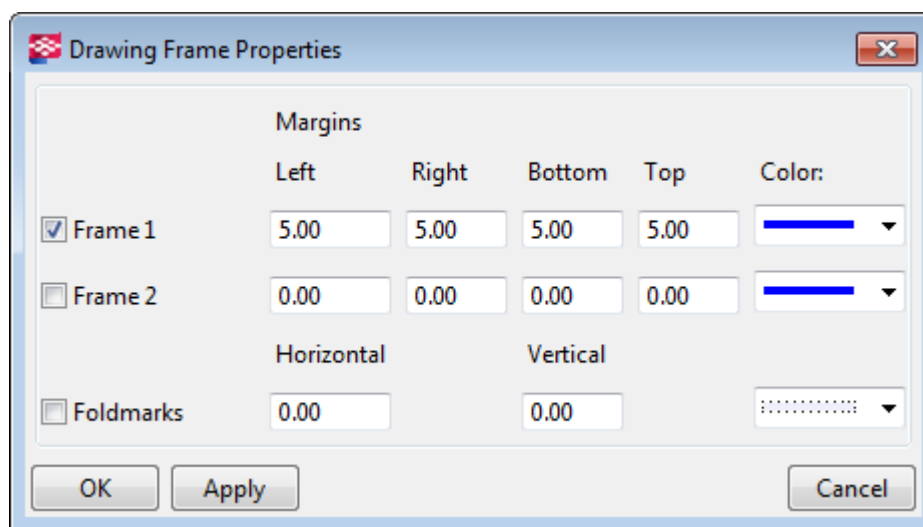 Drawing Frame Properties
Margins
Left Right Bottom Top Color:
Frame 1 5.00 5.00 5.00 5.00
Frame 2 0.00 0.00 0.00 0.00
Horizontal Vertical
Foldmarks 0.00 0.00
OK Apply Cancel